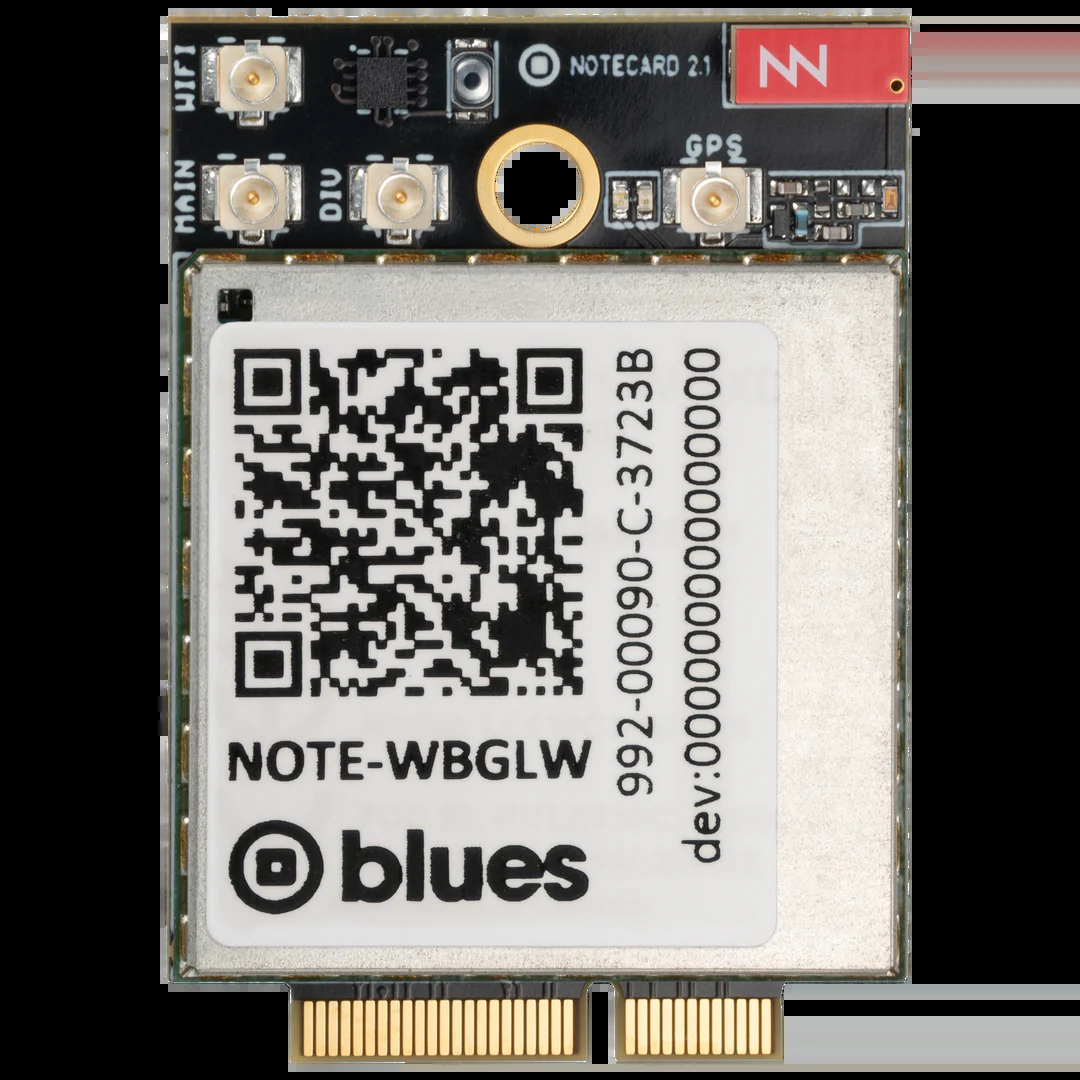 WIFI
NOTECARD 2.1
MAIN
DIV
GPS
992-00090-C-3723B
dev:000000000000000
NOTE-WBGLW
blues